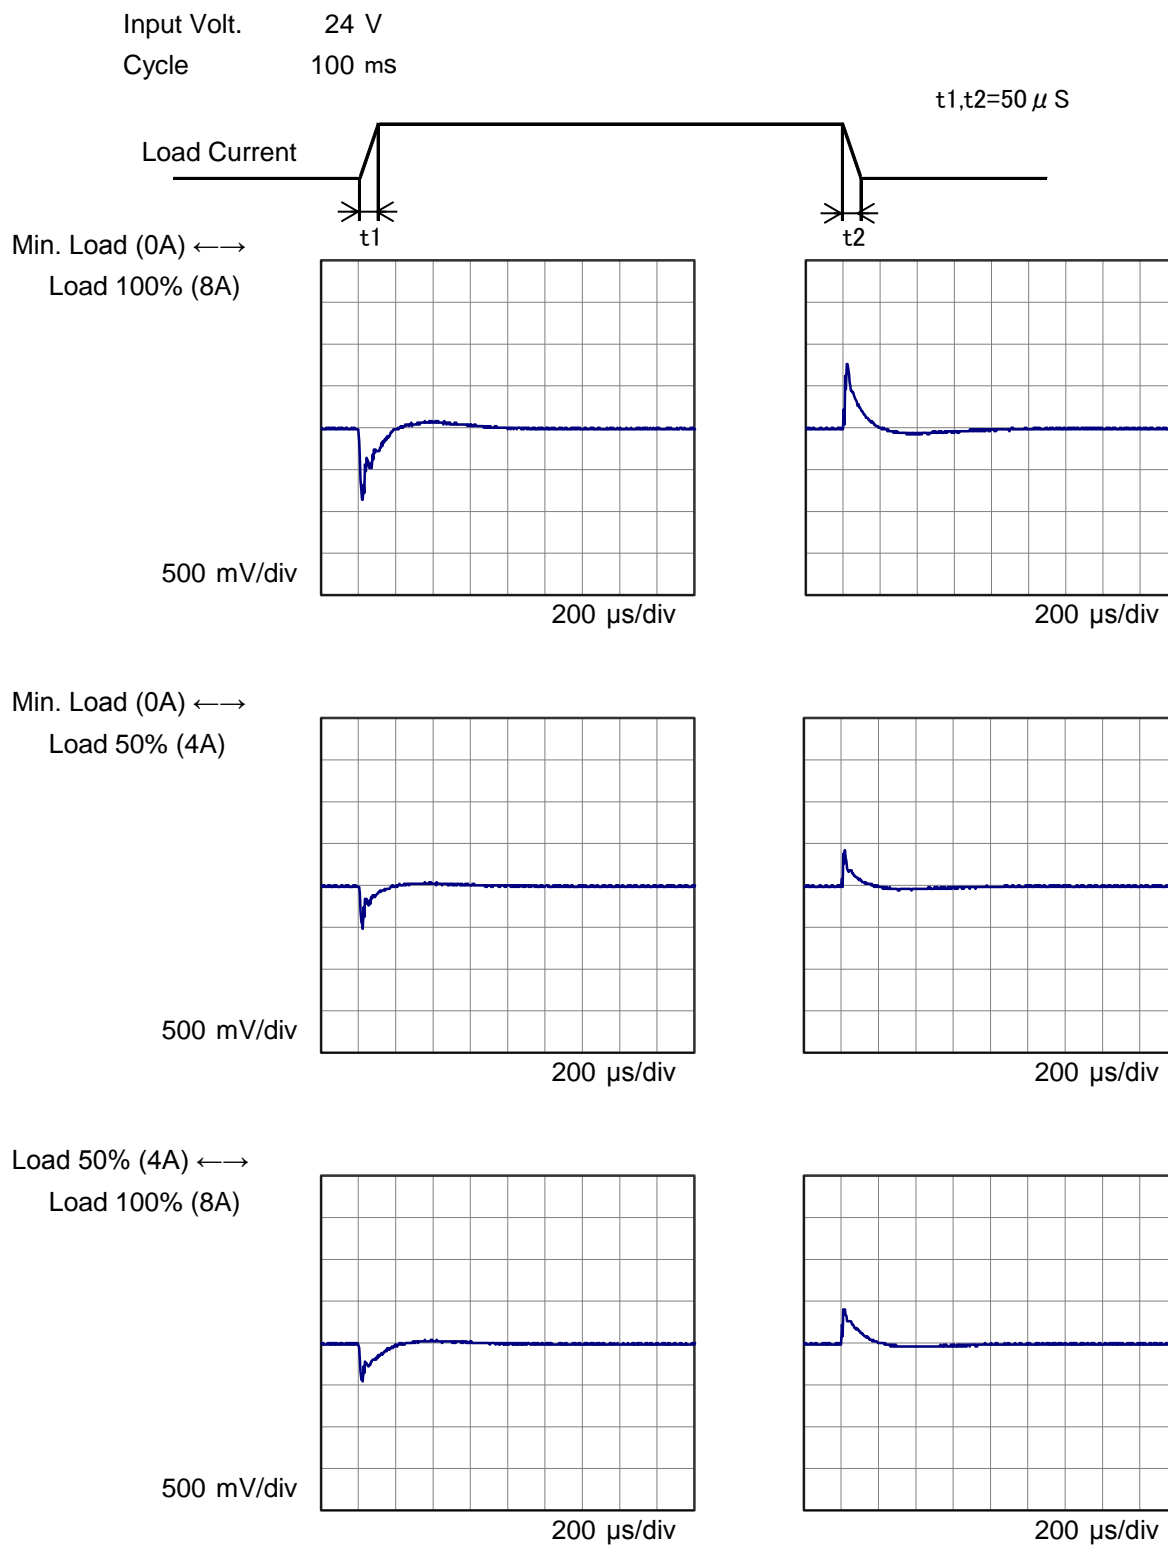 Input Volt. 24 V
Cycle 100 ms
t1,t2=50 μ S
Load Current
t1 t2
Min. Load (0A) ←→
Load 100% (8A)
500 mV/div
200 µs/div 200 µs/div
Min. Load (0A) ←→
Load 50% (4A)
500 mV/div
200 µs/div 200 µs/div
Load 50% (4A) ←→
Load 100% (8A)
500 mV/div
200 µs/div 200 µs/div